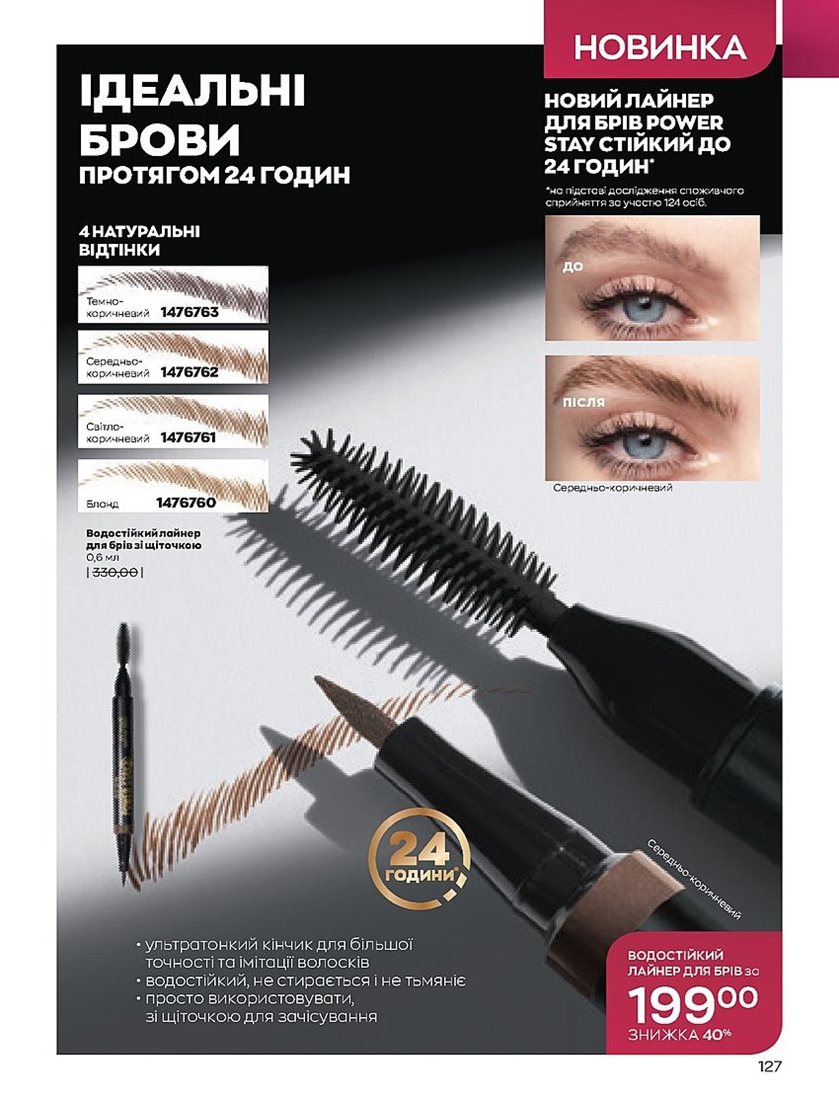 НОВИНКА
ІДЕАЛЬНІ
БРОВИ
ПРОТЯГОМ 24 ГОДИН
НОВИЙ ЛАЙНЕР
ДЛЯ БРІВ POWER
STAY СТІЙКИЙ ДО
24 ГОДИН*
*на підставі дослідження споживчого
сприйняття за участю 124 осіб.
4 НАТУРАЛЬНІ
ВІДТІНКИ
Темно-
коричневий 1476763
Середньо-
коричневий 1476762
Світло-
коричневий 1476761
Блонд 1476760
ДО
ПІСЛЯ
Середньо-коричневий
Водостійкий лайнер
для брів зі щіточкою
0,6 мл
| 330,00 |
24
ГОДИНИ*
Середньо-коричневий
• ультратонкий кінчик для більшої
точності та імітації волосків
• водостійкий, не стирається і не тьмяніє
• просто використовувати,
зі щіточкою для зачісування
ВОДОСТІЙКИЙ
ЛАЙНЕР ДЛЯ БРІВ за
199⁰⁰
ЗНИЖКА 40%
127